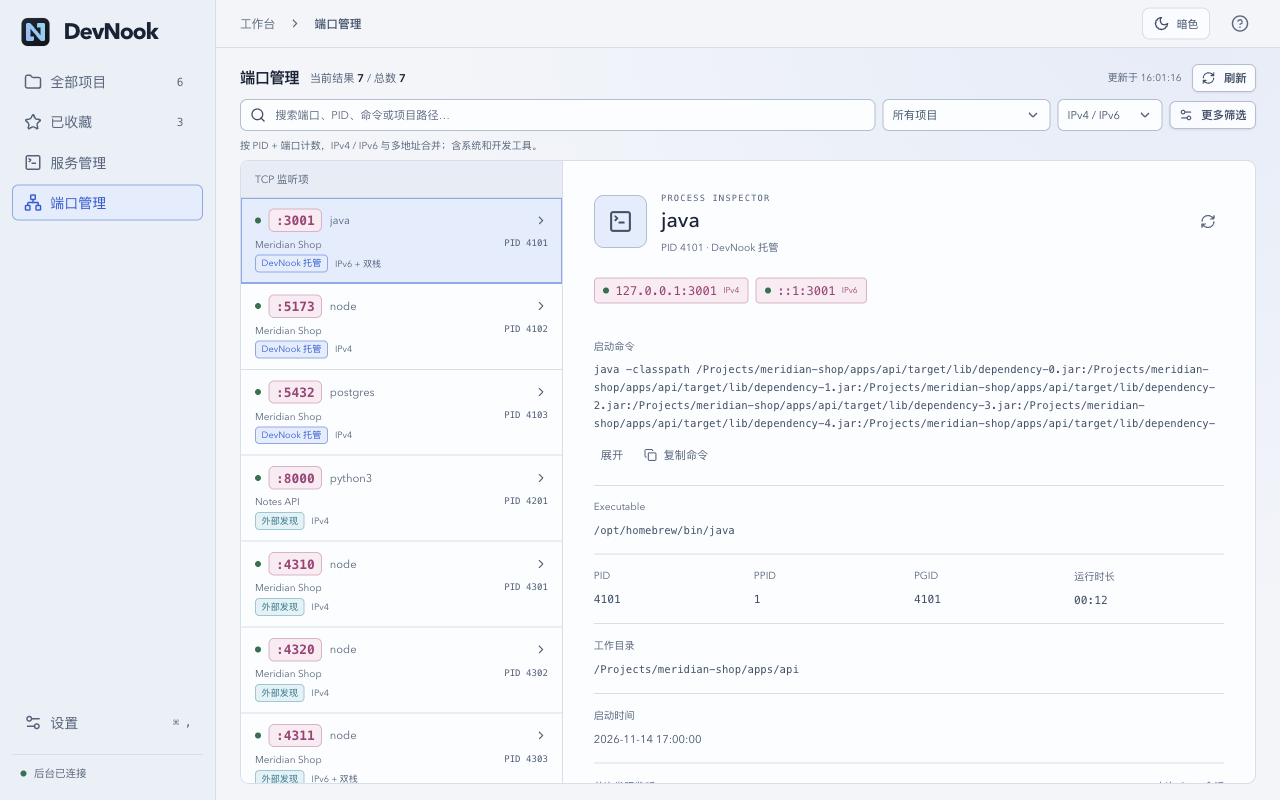 DevNook
全部项目 6
已收藏 3
服务管理
端口管理
设置 ⌘ ,
后台已连接
工作台 > 端口管理
暗色
端口管理 当前结果 7 / 总数 7
更新于 16:01:16
刷新
搜索端口、PID、命令或项目路径...
所有项目
IPv4 / IPv6
更多筛选
按 PID + 端口计数，IPv4 / IPv6 与多地址合并；含系统和开发工具。
TCP 监听项
:3001 java
Meridian Shop PID 4101
DevNook 托管 IPv6 + 双栈
:5173 node
Meridian Shop PID 4102
DevNook 托管 IPv4
:5432 postgres
Meridian Shop PID 4103
DevNook 托管 IPv4
:8000 python3
Notes API PID 4201
外部发现 IPv4
:4310 node
Meridian Shop PID 4301
外部发现 IPv4
:4320 node
Meridian Shop PID 4302
外部发现 IPv4
:4311 node
Meridian Shop PID 4303
外部发现 IPv6 + 双栈
PROCESS INSPECTOR
java
PID 4101 · DevNook 托管
127.0.0.1:3001 IPv4
::1:3001 IPv6
启动命令
java -classpath /Projects/meridian-shop/apps/api/target/lib/dependency-0.jar:/Projects/meridian-
shop/apps/api/target/lib/dependency-1.jar:/Projects/meridian-shop/apps/api/target/lib/dependency-
2.jar:/Projects/meridian-shop/apps/api/target/lib/dependency-3.jar:/Projects/meridian-
shop/apps/api/target/lib/dependency-4.jar:/Projects/meridian-shop/apps/api/target/lib/dependency-
展开 复制命令
Executable
/opt/homebrew/bin/java
PID PPID PGID 运行时长
4101 1 4101 00:12
工作目录
/Projects/meridian-shop/apps/api
启动时间
2026-11-14 17:00:00